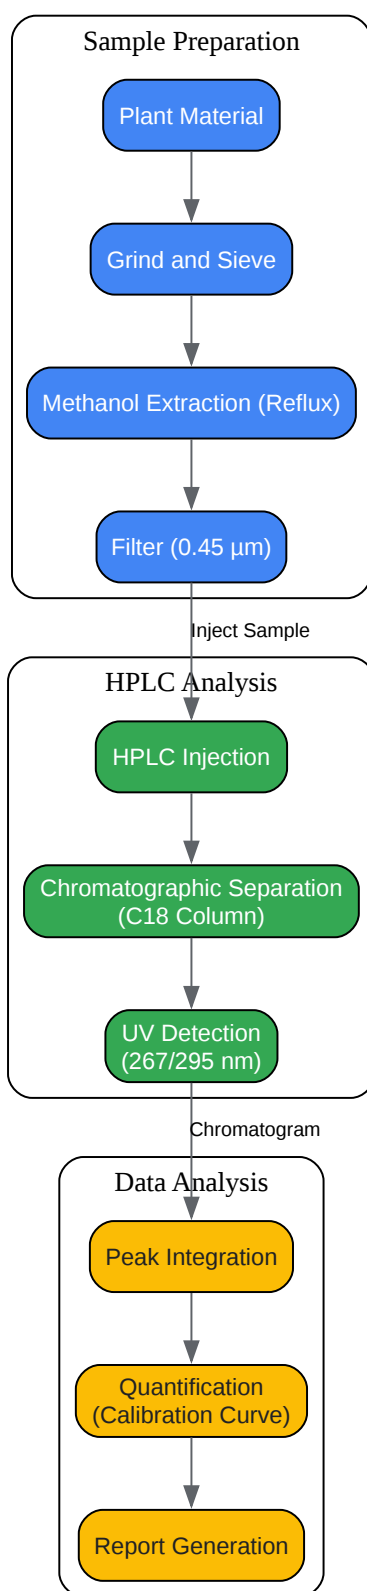 Sample Preparation
Plant Material
Grind and Sieve
Methanol Extraction (Reflux)
Filter (0.45 µm)
Inject Sample
HPLC Analysis
HPLC Injection
Chromatographic Separation
(C18 Column)
UV Detection
(267/295 nm)
Chromatogram
Data Analysis
Peak Integration
Quantification
(Calibration Curve)
Report Generation